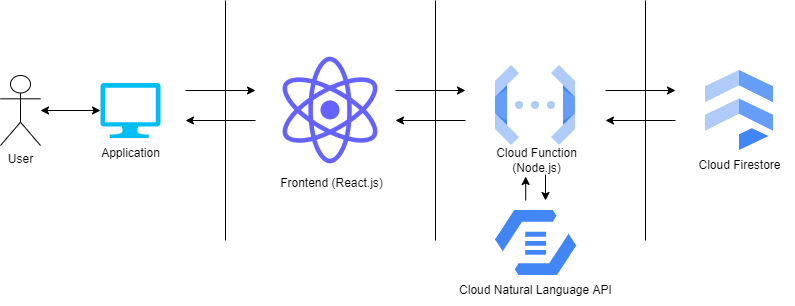 User
Application
Frontend (React.js)
Cloud Function
(Node.js)
Cloud Firestore
Cloud Natural Language API